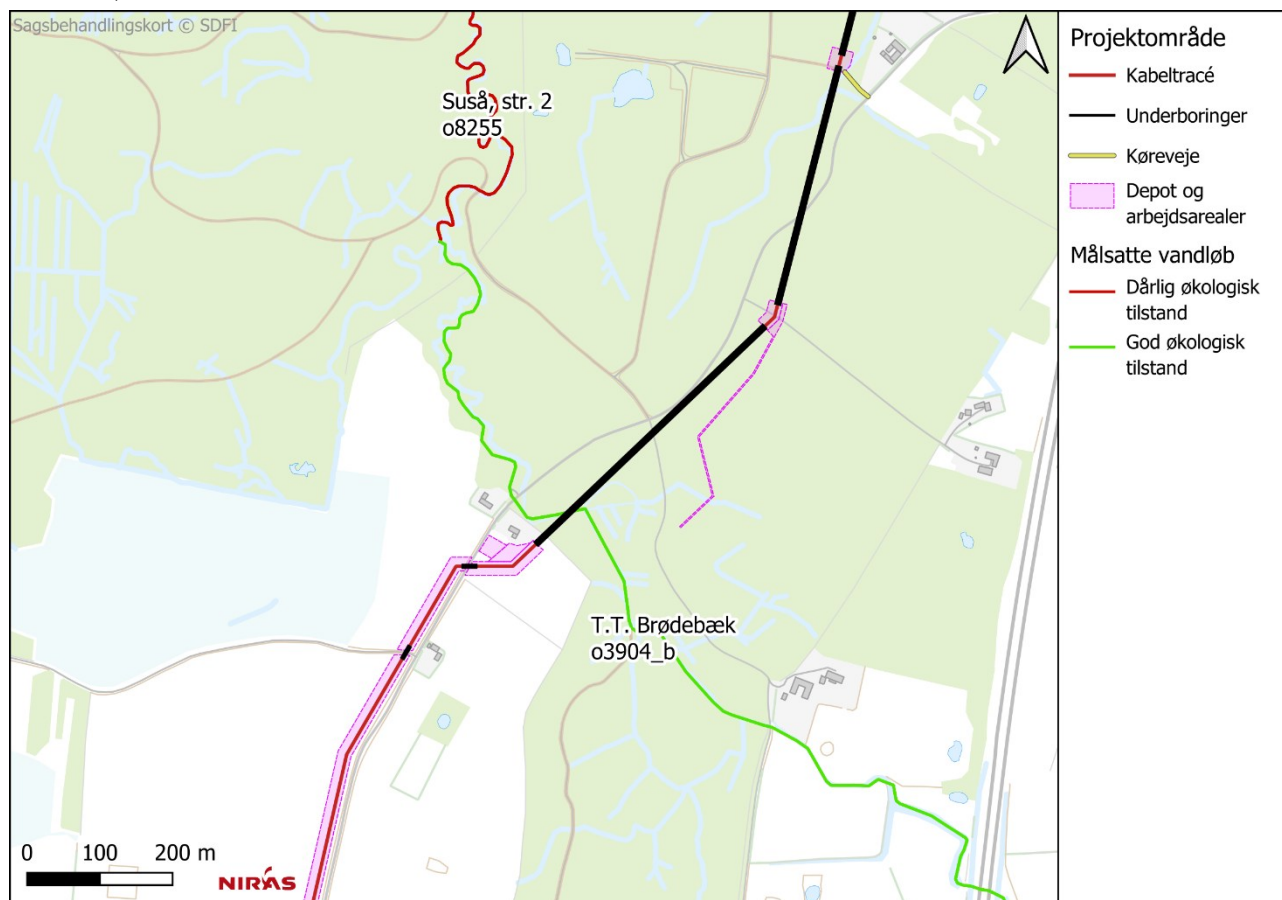 Sagsbehandlingskort © SDFI
Suså, str. 2
o8255
T.T. Brødebæk
o3904_b
0 100 200 m
NIRAS
Projektområde
Kabeltracé
Underboringer
Køreveje
Depot og
arbejdsarealer
Målsatte vandløb
Dårlig økologisk
tilstand
God økologisk
tilstand